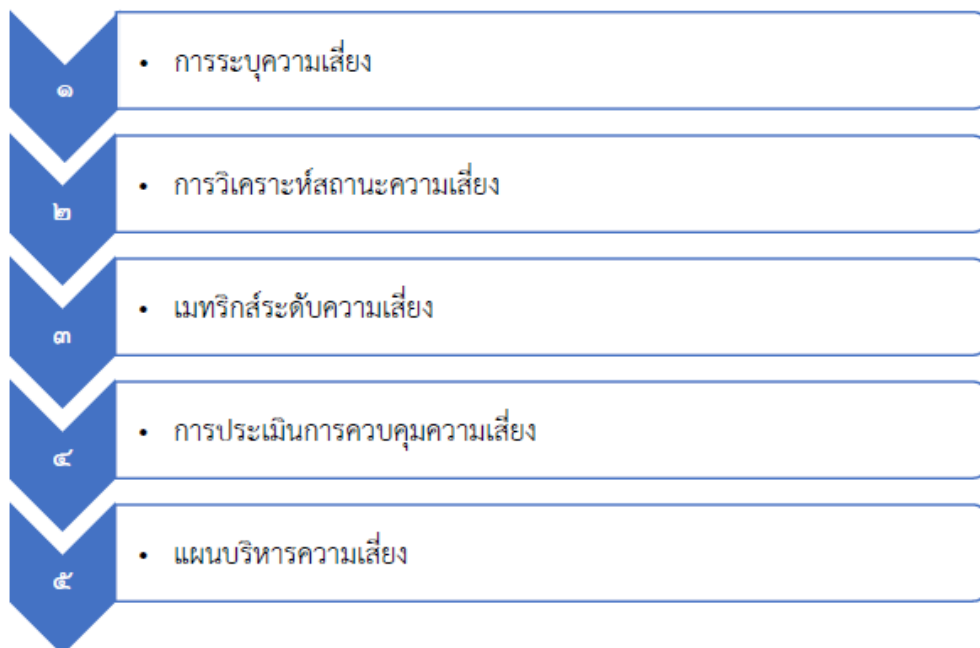 ๑
• การระบุความเสี่ยง
๒
• การวิเคราะห์สถานะความเสี่ยง
๓
• เมทริกส์ระดับความเสี่ยง
๔
• การประเมินการควบคุมความเสี่ยง
๕
• แผนบริหารความเสี่ยง